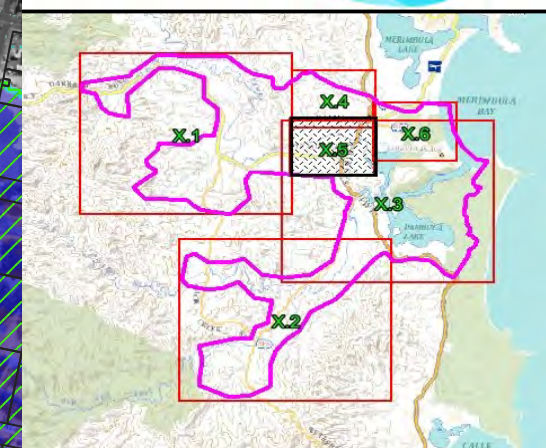 MERIMBULA
LAKE
MERIMBULA
BAY
X.4
X.1
X.6
X.5
X.3
PAMBULA
LAKE
X.2